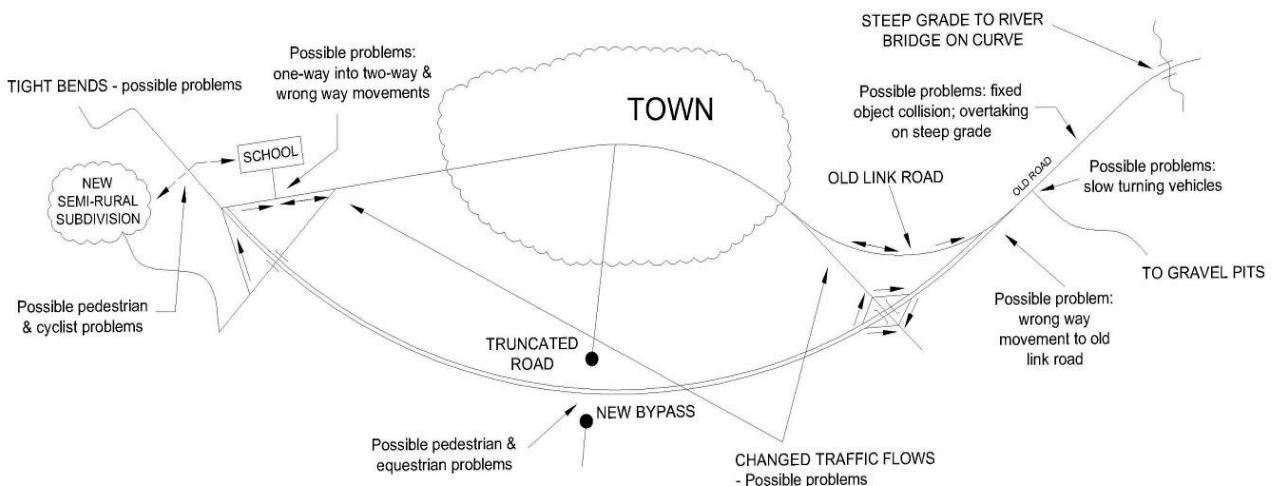 TIGHT BENDS - possible problems
Possible problems:
one-way into two-way &
wrong way movements
TOWN
STEEP GRADE TO RIVER
BRIDGE ON CURVE
Possible problems: fixed
object collision; overtaking
on steep grade
SCHOOL
NEW
SEMI-RURAL
SUBDIVISION
OLD LINK ROAD
OLD ROAD
Possible problems:
slow turning vehicles
TO GRAVEL PITS
Possible pedestrian
& cyclist problems
Possible problem:
wrong way
movement to old
link road
TRUNCATED
ROAD
NEW BYPASS
Possible pedestrian &
equestrian problems
CHANGED TRAFFIC FLOWS
- Possible problems